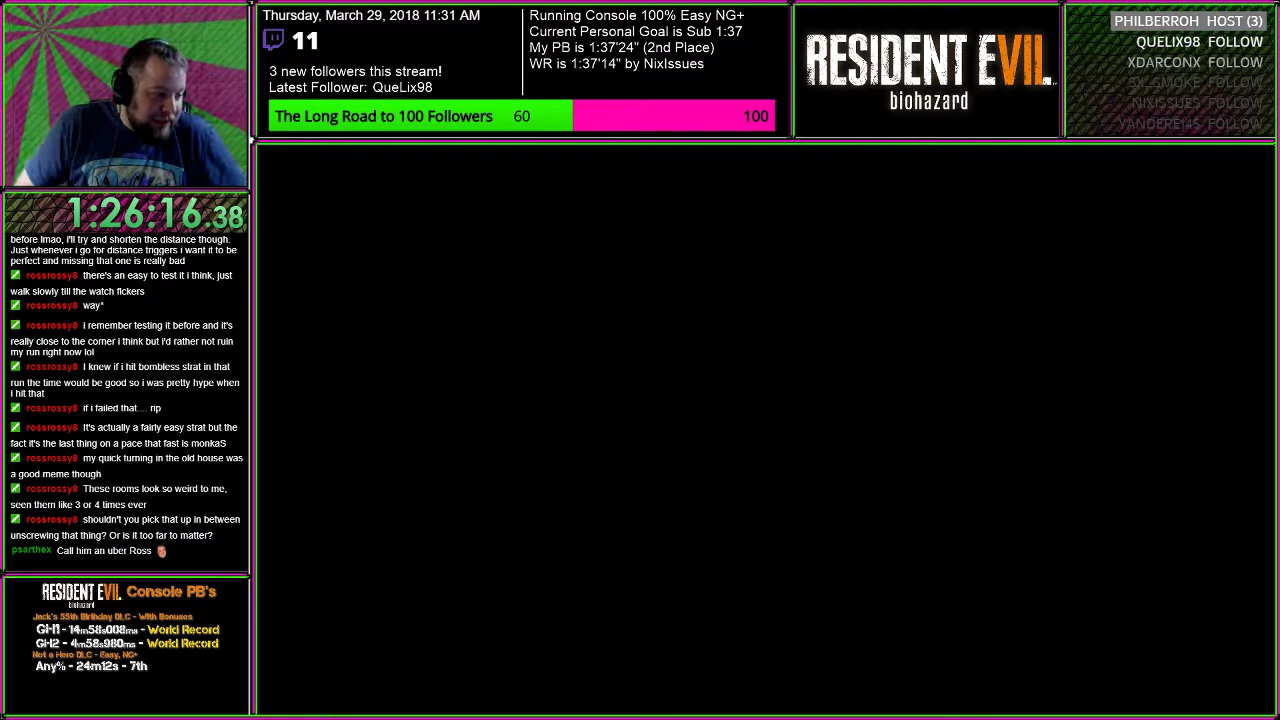 Thursday, March 29, 2018 11:31 AM
11
3 new followers this stream!
Latest Follower: QueLix98
The Long Road to 100 Followers 60 100
Running Console 100% Easy NG+
Current Personal Goal is Sub 1:37
My PB is 1:37'24" (2nd Place)
WR is 1:37'14" by NixIssues
RESIDENT EVIL.
biohazard
PHILBERROH HOST (3)
QUELIX98 FOLLOW
XDARCONX FOLLOW
SX_SMOKE FOLLOW
NIXISSUES FOLLOW
YANDERE145 FOLLOW
1:26:16.38
before lmao, i'll try and shorten the distance though.
Just whenever i go for distance triggers i want it to be
perfect and missing that one is really bad
rossrossy8 there's an easy to test it i think, just
walk slowly till the watch fickers
rossrossy8 way*
rossrossy8 i remember testing it before and it's
really close to the corner i think but i'd rather not ruin
my run right now lol
rossrossy8 I knew if i hit bombless strat in that
run the time would be good so i was pretty hype when
I hit that
rossrossy8 if i failed that.... rip
rossrossy8 It's actually a fairly easy strat but the
fact it's the last thing on a pace that fast is monkaS
rossrossy8 my quick turning in the old house was
a good meme though
rossrossy8 These rooms look so weird to me,
seen them like 3 or 4 times ever
rossrossy8 shouldn't you pick that up in between
unscrewing that thing? Or is it too far to matter?
psarthex Call him an uber Ross
RESIDENT EVIL. Console PB's
biohazard
Jack's 55th Birthday DLC - With Bonuses
GH1 - 14m58s008ms - World Record
GH2 - 4m58s980ms - World Record
Not a Hero DLC - Easy, NG+
Any% - 24m12s - 7th